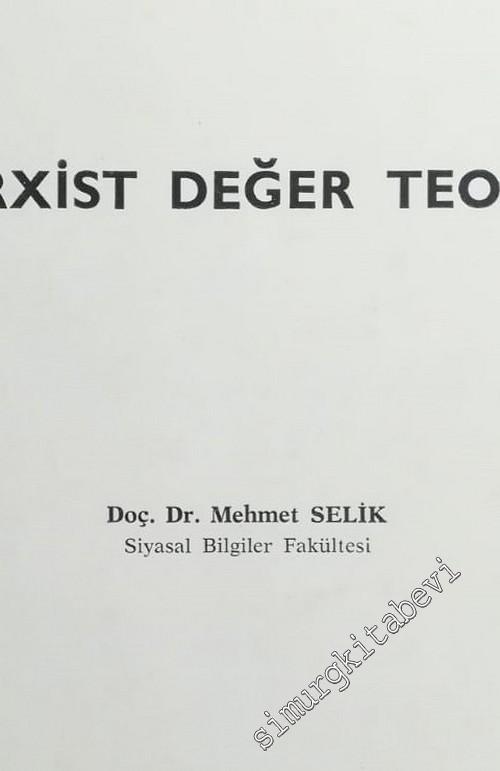 RXİST DEĞER TEO
Doç. Dr. Mehmet SELİK
Siyasal Bilgiler Fakültesi
simurgkitabevi